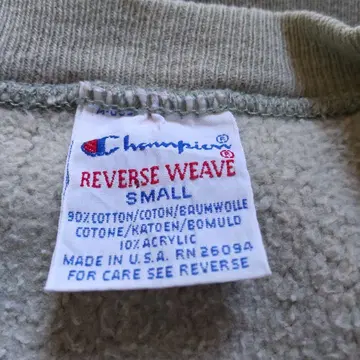 Champion
REVERSE WEAVE
SMALL
90% COTTON/COTON/BAUMWOLLE
COTONE/KATOEN/BOMULD
10% ACRYLIC
MADE IN U.S.A. RN 26094
FOR CARE SEE REVERSE